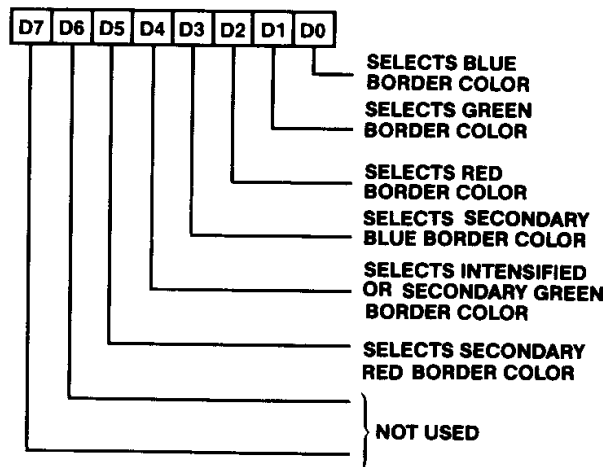 D7 D6 D5 D4 D3 D2 D1 D0
SELECTS BLUE
BORDER COLOR
SELECTS GREEN
BORDER COLOR
SELECTS RED
BORDER COLOR
SELECTS SECONDARY
BLUE BORDER COLOR
SELECTS INTENSIFIED
OR SECONDARY GREEN
BORDER COLOR
SELECTS SECONDARY
RED BORDER COLOR
NOT USED